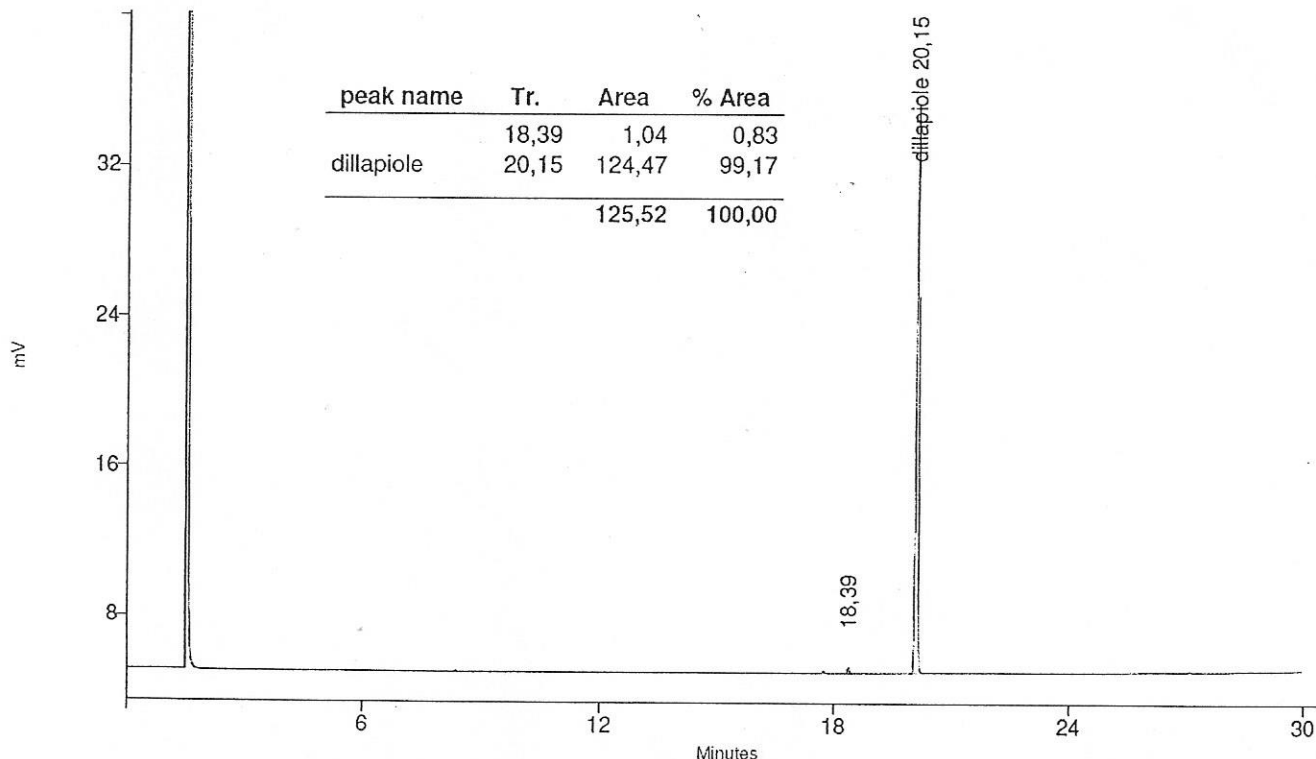 dillapiole 20,15
peak name Tr. Area % Area
18,39 1,04 0,83
dillapiole 20,15 124,47 99,17
125,52 100,00
32
24
mV
16
18,39
8
6 12 18 24 30
Minutes